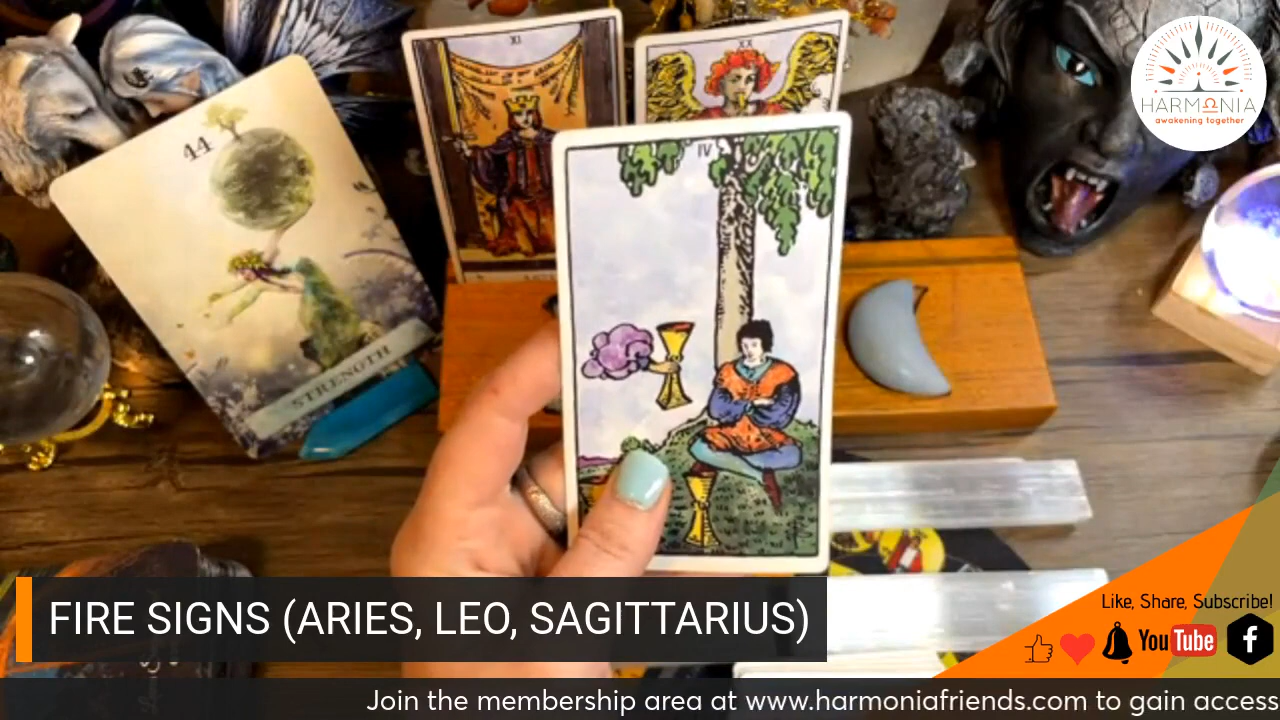 XI
XX
IV
44
STRENGTH
HARMΩNIA
awakening together
FIRE SIGNS (ARIES, LEO, SAGITTARIUS)
Like, Share, Subscribe!
YouTube
f
Join the membership area at www.harmoniafriends.com to gain access